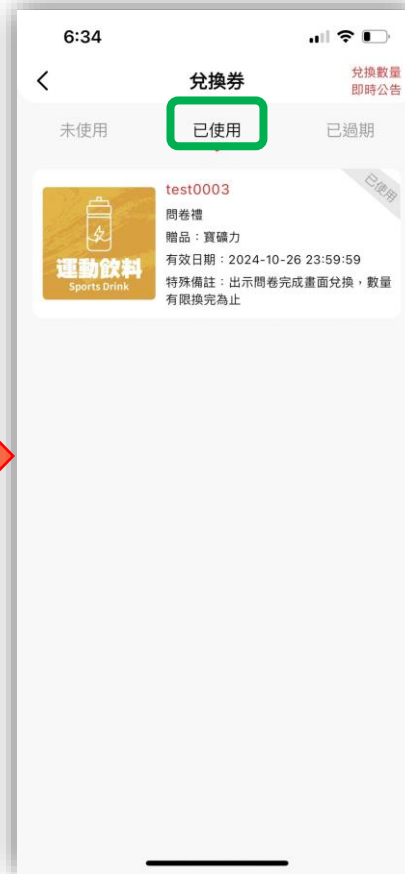 6:34
兌換券
兌換數量
即時公告
未使用
已使用
已過期
test0003
已使用
問卷禮
贈品：寶礦力
有效日期：2024-10-26 23:59:59
特殊備註：出示問卷完成畫面兌換，數量
有限換完為止
運動飲料
Sports Drink